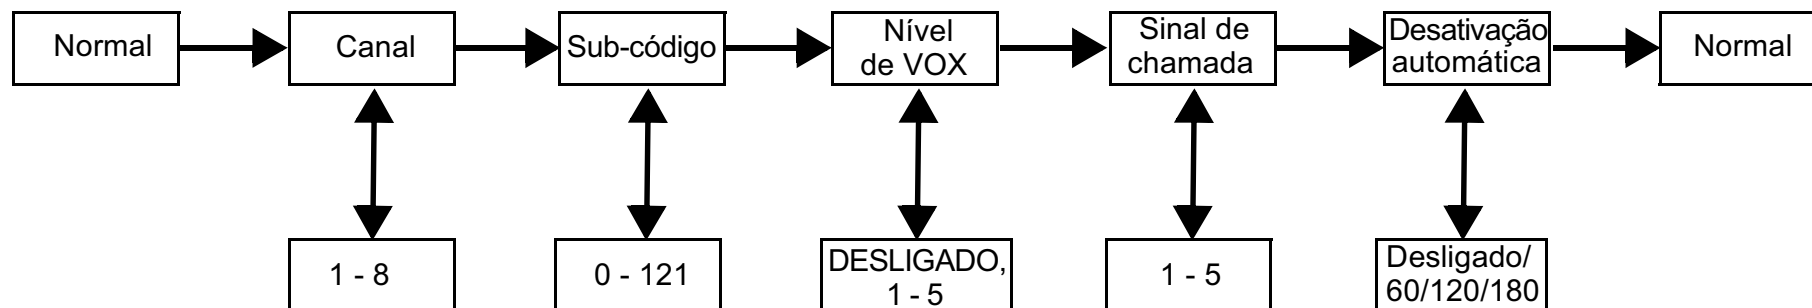 Normal
Canal
Sub-código
Nível
de VOX
Sinal de
chamada
Desativação
automática
Normal
1 - 8
0 - 121
DESLIGADO,
1 - 5
1 - 5
Desligado/
60/120/180